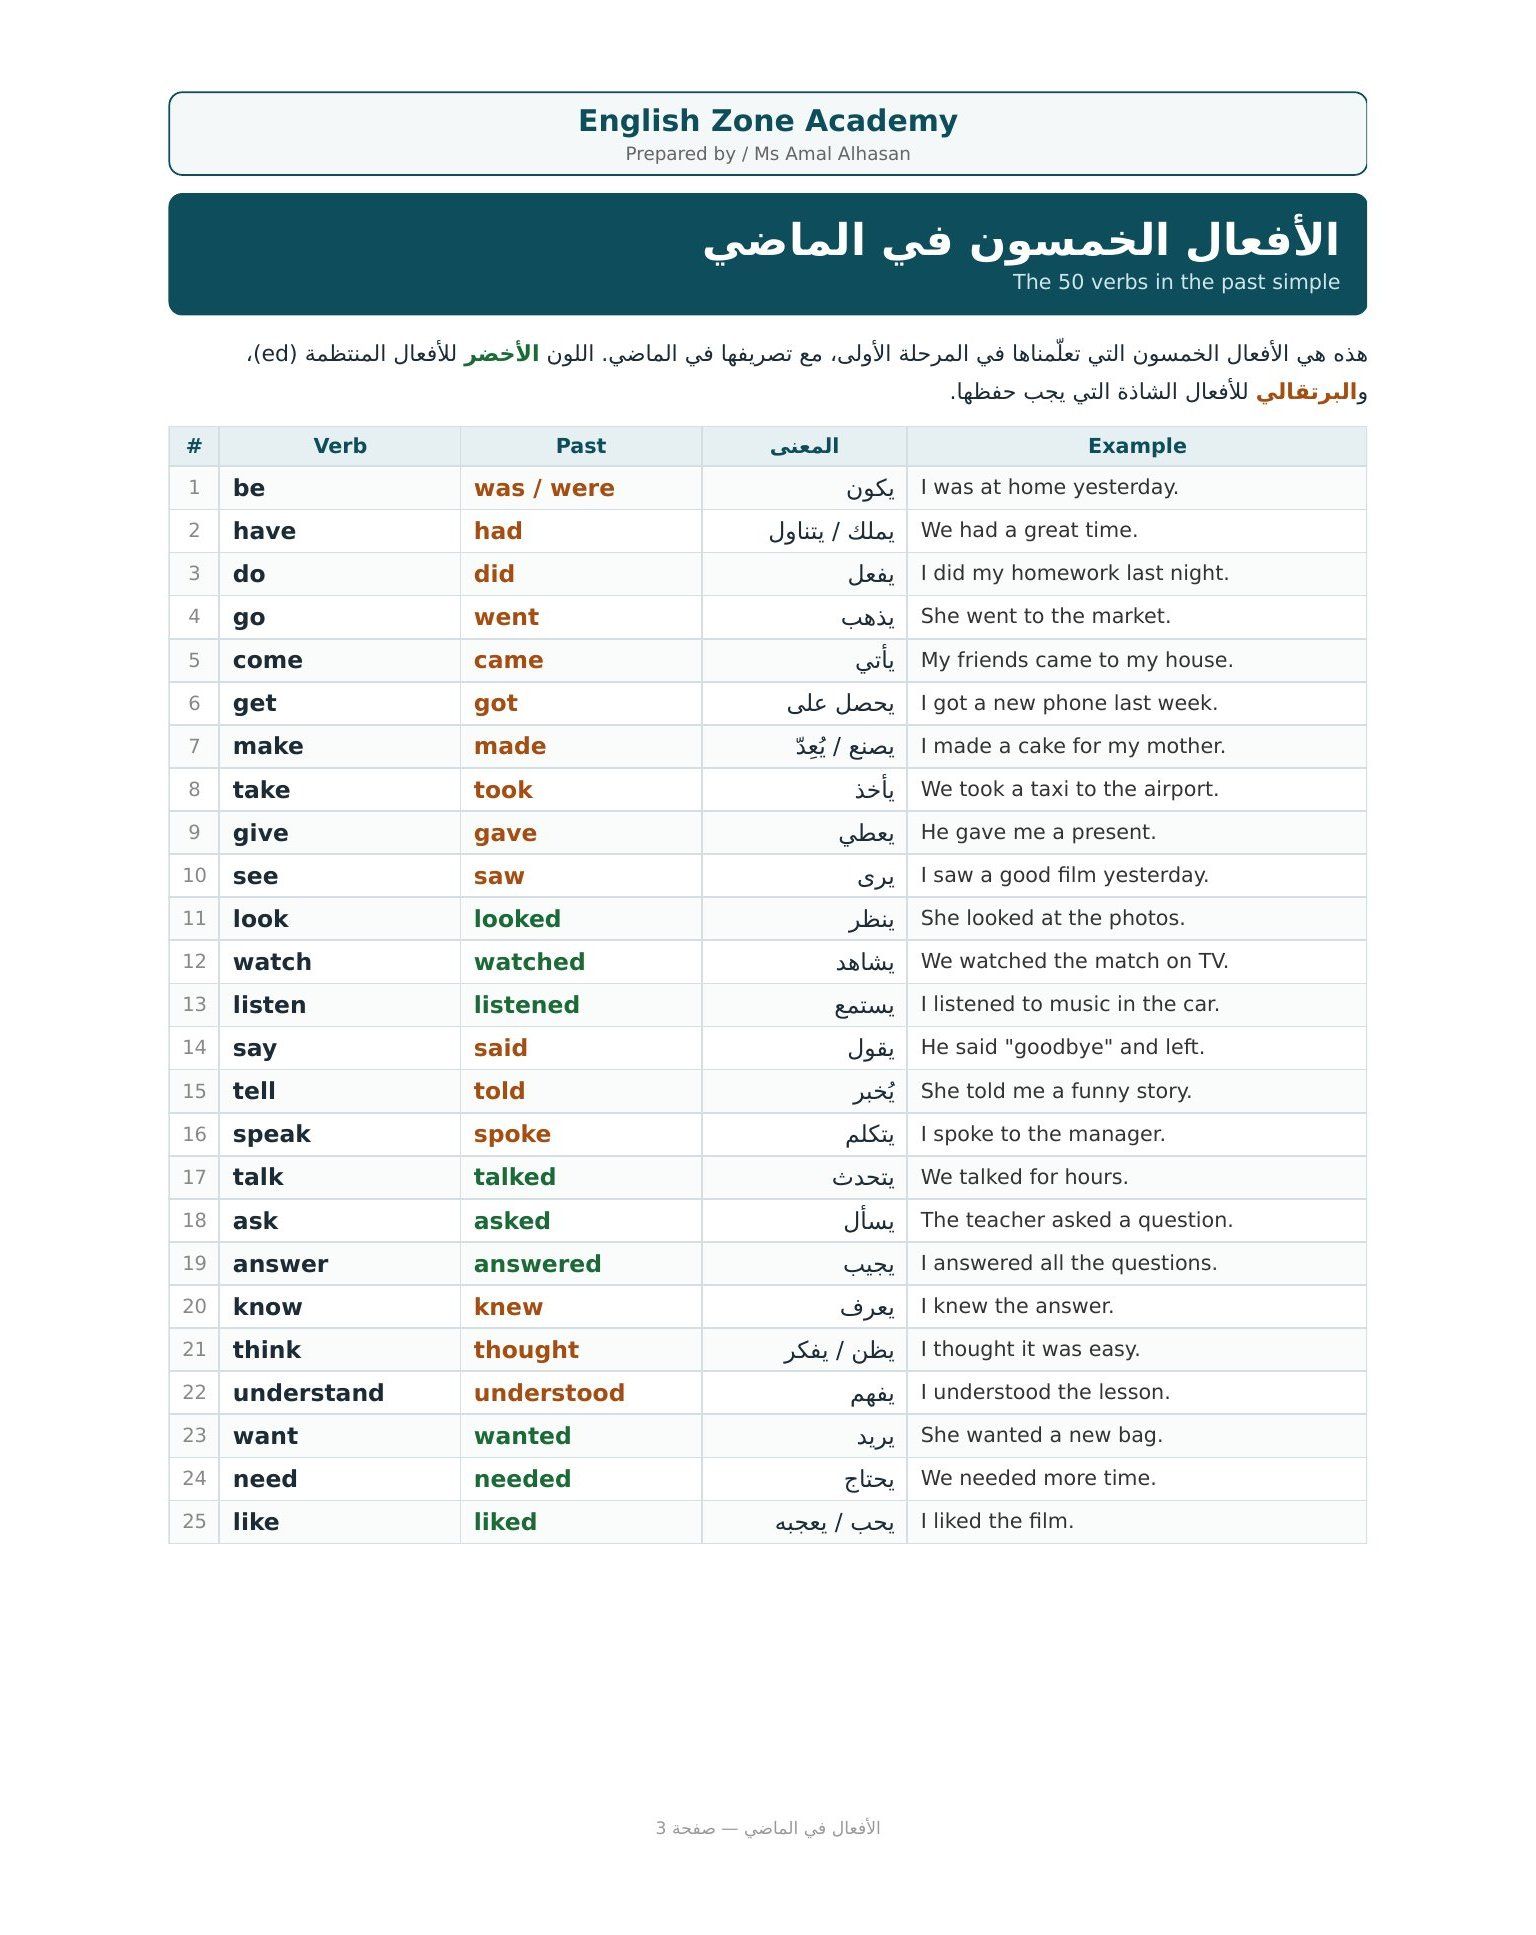 English Zone Academy
Prepared by / Ms Amal Alhasan
الأفعال الخمسون في الماضي
The 50 verbs in the past simple
هذه هي الأفعال الخمسون التي تعلّمناها في المرحلة الأولى، مع تصريفها في الماضي. اللون الأخضر للأفعال المنتظمة (ed)،
والبرتقالي للأفعال الشاذة التي يجب حفظها.
# Verb Past المعنى Example
1 be was / were يكون I was at home yesterday.
2 have had يملك / يتناول We had a great time.
3 do did يفعل I did my homework last night.
4 go went يذهب She went to the market.
5 come came يأتي My friends came to my house.
6 get got يحصل على I got a new phone last week.
7 make made يصنع / يُعِدّ I made a cake for my mother.
8 take took يأخذ We took a taxi to the airport.
9 give gave يعطي He gave me a present.
10 see saw يرى I saw a good film yesterday.
11 look looked ينظر She looked at the photos.
12 watch watched يشاهد We watched the match on TV.
13 listen listened يستمع I listened to music in the car.
14 say said يقول He said "goodbye" and left.
15 tell told يُخبر She told me a funny story.
16 speak spoke يتكلم I spoke to the manager.
17 talk talked يتحدث We talked for hours.
18 ask asked يسأل The teacher asked a question.
19 answer answered يجيب I answered all the questions.
20 know knew يعرف I knew the answer.
21 think thought يظن / يفكر I thought it was easy.
22 understand understood يفهم I understood the lesson.
23 want wanted يريد She wanted a new bag.
24 need needed يحتاج We needed more time.
25 like liked يحب / يعجبه I liked the film.
الأفعال في الماضي — صفحة 3